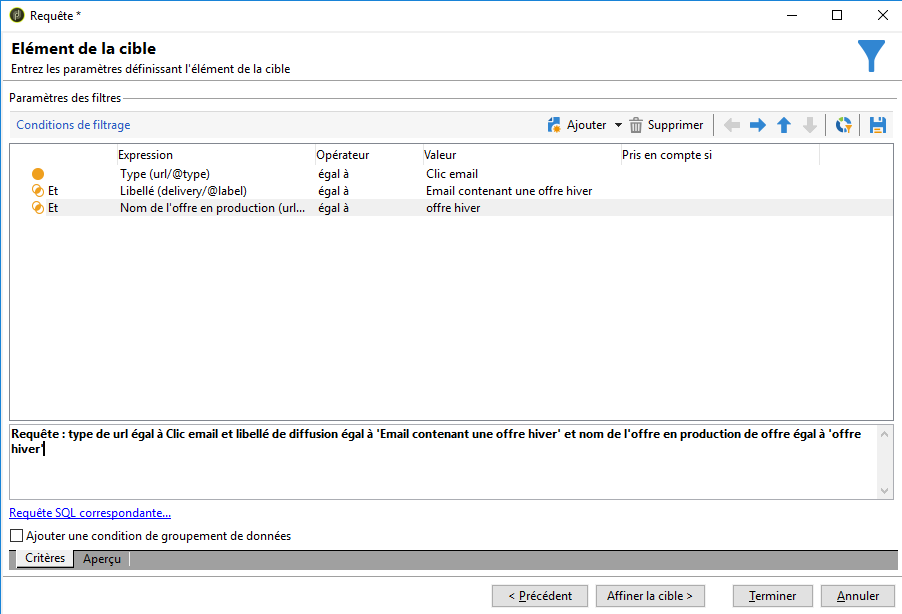 Requête *
Elément de la cible
Entrez les paramètres définissant l'élément de la cible
Paramètres des filtres
Conditions de filtrage Ajouter Supprimer
Expression Opérateur Valeur Pris en compte si
Type (url/@type) égal à Clic email
Et Libellé (delivery/@label) égal à Email contenant une offre hiver
Et Nom de l'offre en production (url... égal à offre hiver
Requête : type de url égal à Clic email et libellé de diffusion égal à 'Email contenant une offre hiver' et nom de l'offre en production de offre égal à 'offre
hiver'
Requête SQL correspondante...
Ajouter une condition de groupement de données
Critères Aperçu
< Précédent Affiner la cible > Terminer Annuler